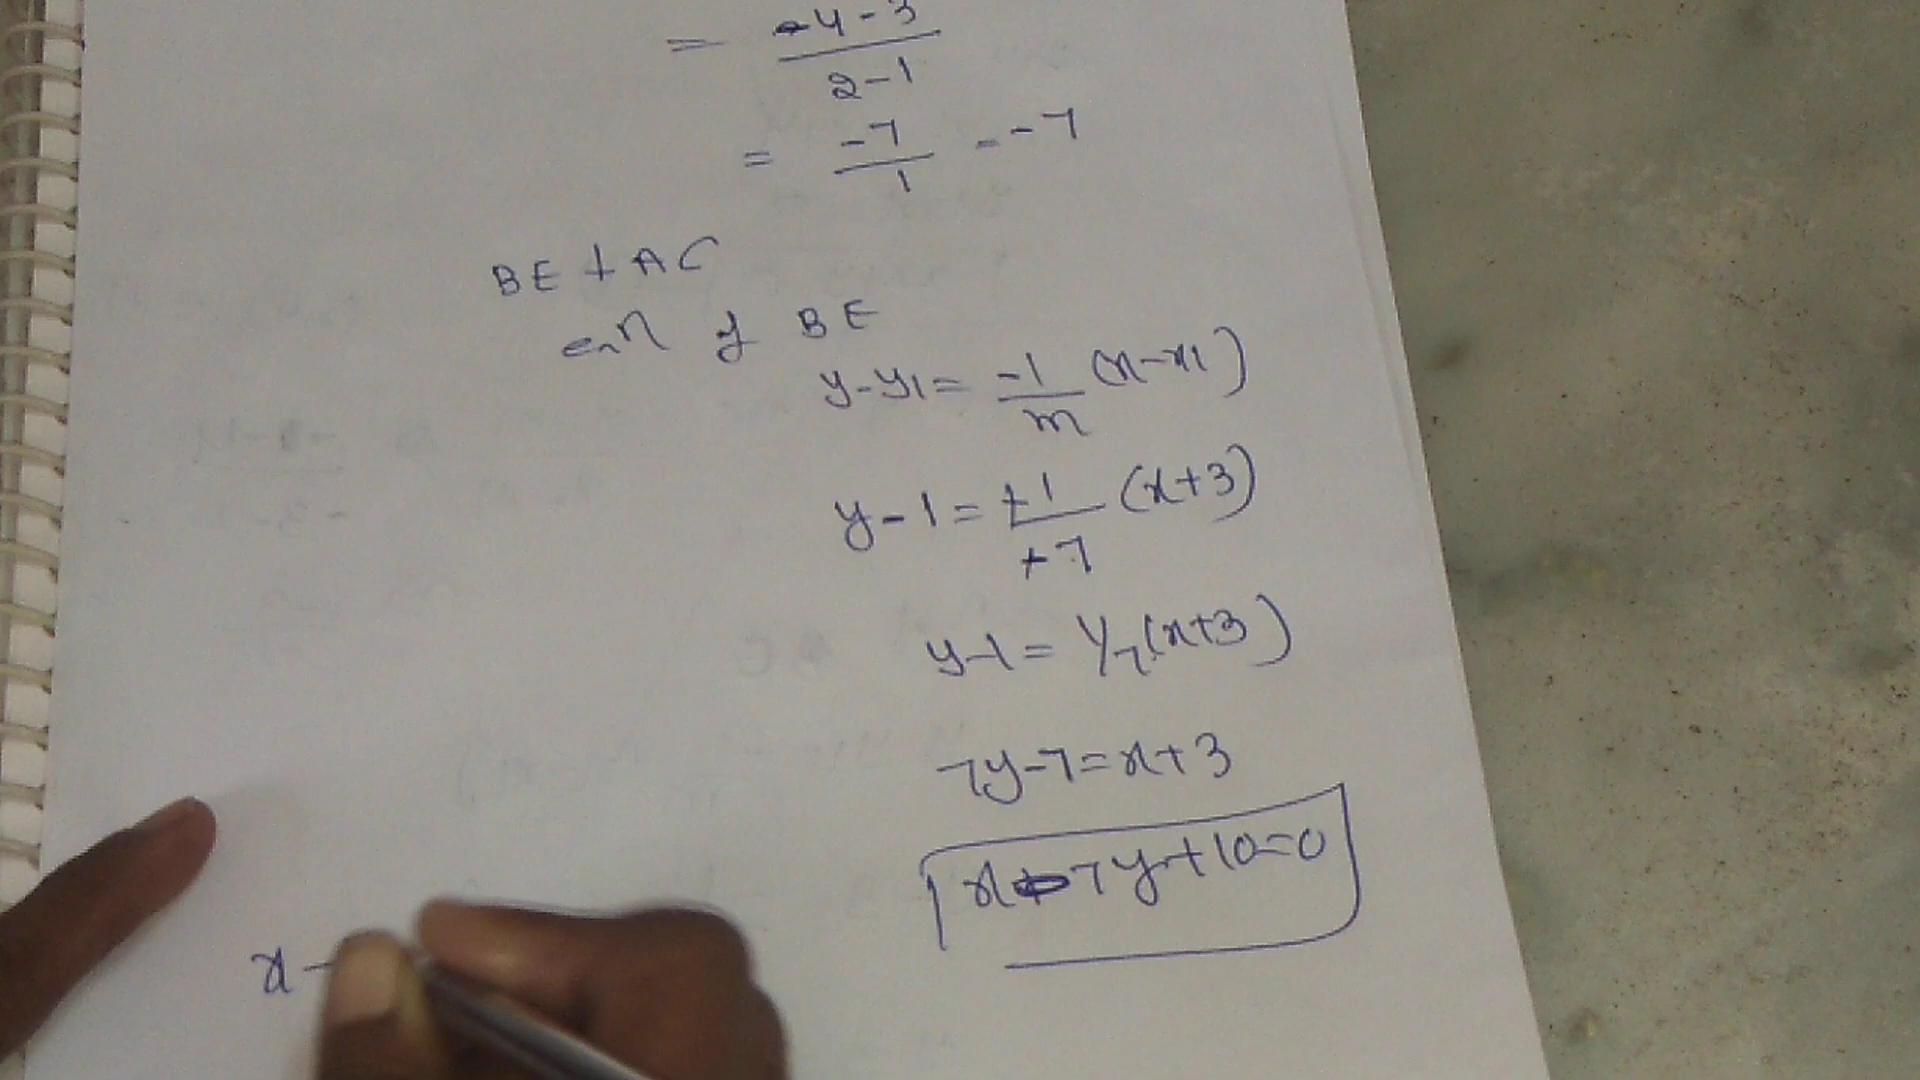 = -4-3 / 2-1
= -7/1 = -7
BE ⊥ AC
eqn of BE
y-y1 = -1/m (x-x1)
y-1 = +1/+7 (x+3)
y-1 = 1/7 (x+3)
7y-7=x+3
x-7y+10=0
x-